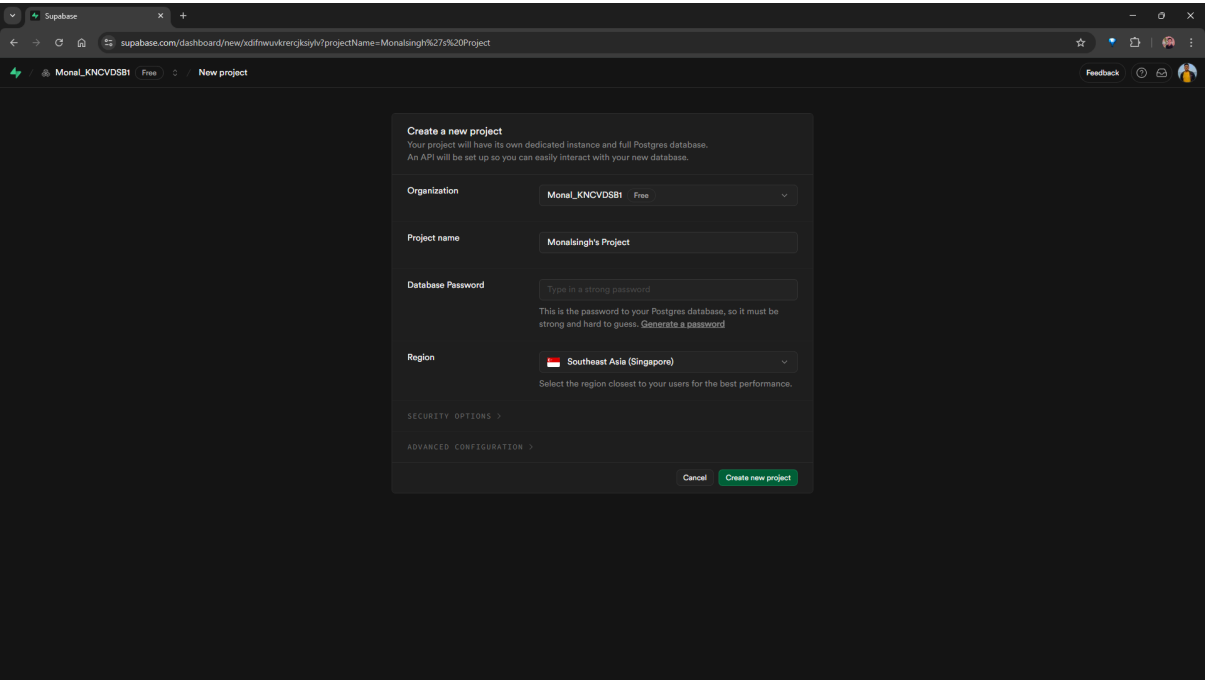 Supabase
supabase.com/dashboard/new/xdifnwuvkrercjksiylv?projectName=Monalsingh%27s%20Project
Monal_KNCVDSB1 Free / New project Feedback
Create a new project
Your project will have its own dedicated instance and full Postgres database.
An API will be set up so you can easily interact with your new database.
Organization Monal_KNCVDSB1 Free
Project name Monalsingh's Project
Database Password Type in a strong password
This is the password to your Postgres database, so it must be
strong and hard to guess. Generate a password
Region Southeast Asia (Singapore)
Select the region closest to your users for the best performance.
SECURITY OPTIONS >
ADVANCED CONFIGURATION >
Cancel Create new project